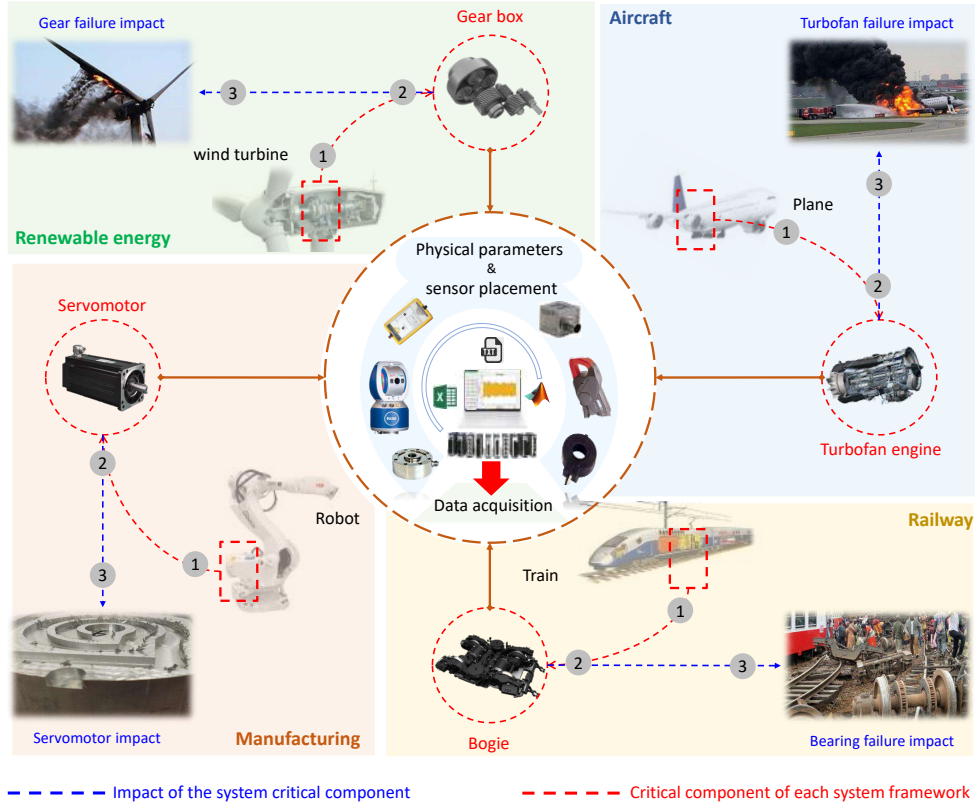 Gear failure impact
Gear box
Aircraft
Turbofan failure impact
3
2
1
wind turbine
Renewable energy
3
Plane
1
2
Physical parameters
&
sensor placement
Servomotor
TXT
Turbofan engine
2
Data acquisition
Robot
1
3
Railway
Train
1
2
3
Servomotor impact
Manufacturing
Bogie
Bearing failure impact
Impact of the system critical component
Critical component of each system framework